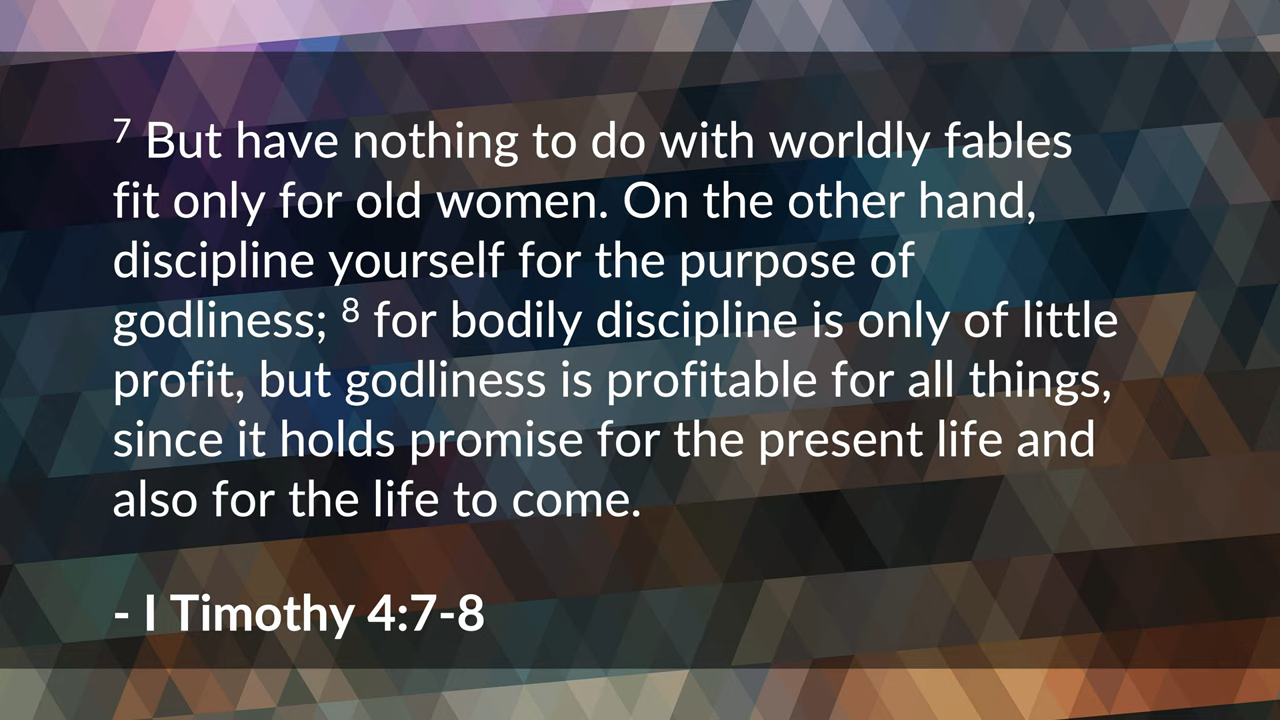 7 But have nothing to do with worldly fables
fit only for old women. On the other hand,
discipline yourself for the purpose of
godliness; 8 for bodily discipline is only of little
profit, but godliness is profitable for all things,
since it holds promise for the present life and
also for the life to come.
- I Timothy 4:7-8